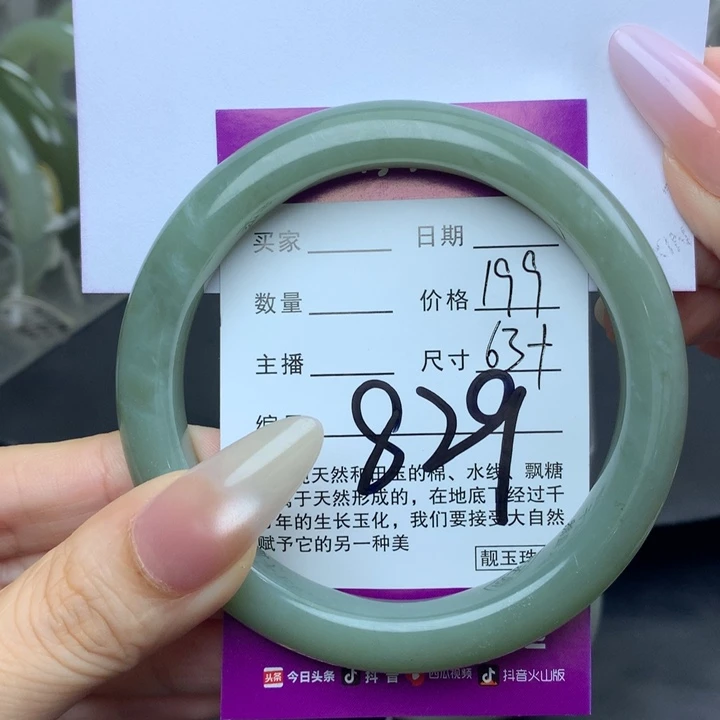 买家 日期
数量 价格 199
主播 尺寸 63+
829
天然和田玉的棉、水线、飘糖
属于天然形成的，在地底下经过千
年的生长玉化，我们要接受大自然
赋予它的另一种美
靓玉珠
头条 今日头条 抖音 西瓜视频 抖音火山版